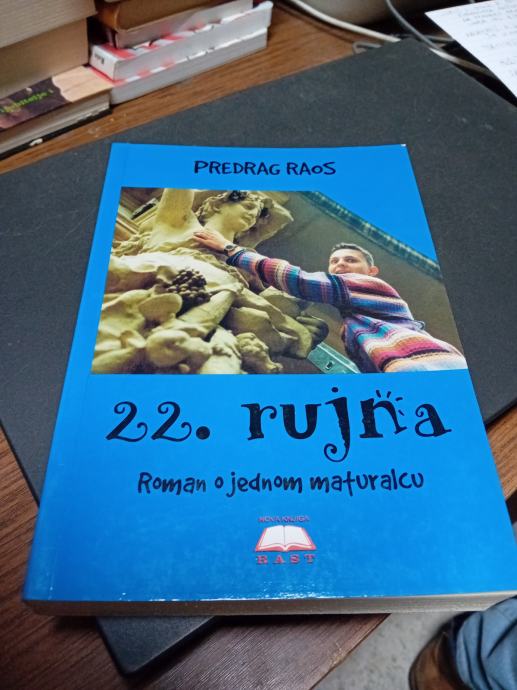 PREDRAG RAOS
22. rujna
Roman o jednom maturalcu
NOVA KNJIGA
RAST